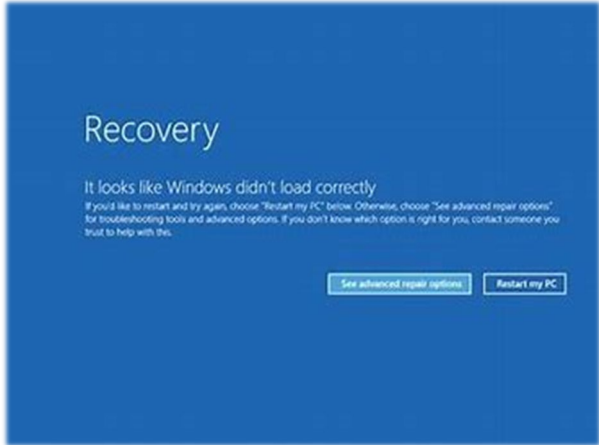 Recovery
It looks like Windows didn't load correctly
If you'd like to restart and try again, choose "Restart my PC" below. Otherwise, choose "See advanced repair options"
for troubleshooting tools and advanced options. If you don't know which option is right for you, contact someone you
trust to help with this.
See advanced repair options
Restart my PC